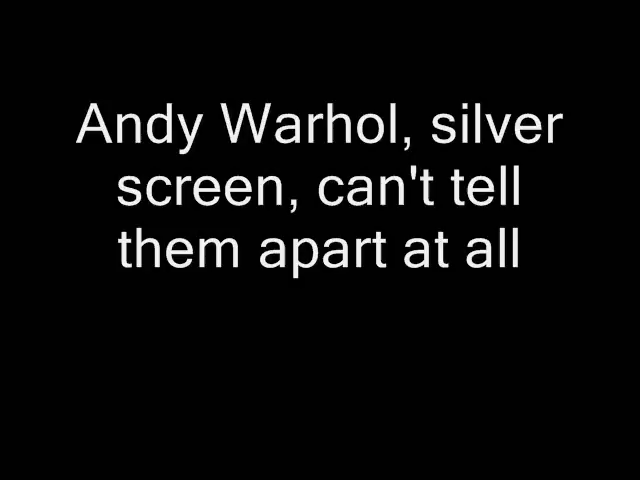 Andy Warhol, silver
screen, can't tell
them apart at all